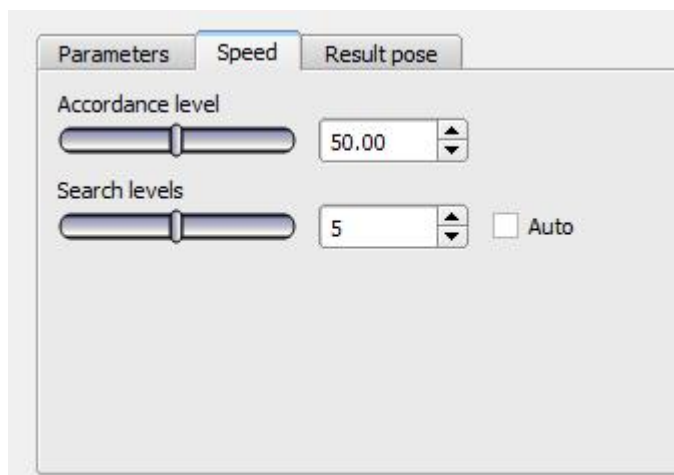 Parameters Speed Result pose
Accordance level
50.00
Search levels
5 Auto